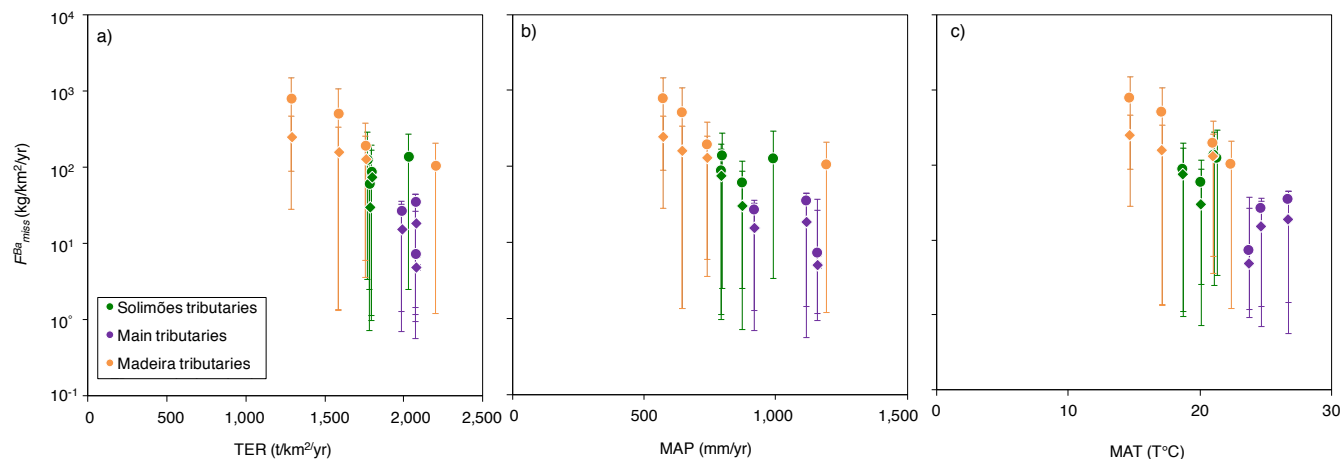 a)
b)
c)
10⁴
10³
10²
10¹
10⁰
10⁻¹
F^Ba_miss (kg/km²/yr)
Solimões tributaries
Main tributaries
Madeira tributaries
0 500 1,000 1,500 2,000 2,500
TER (t/km²/yr)
0 500 1,000 1,500
MAP (mm/yr)
0 10 20 30
MAT (T°C)